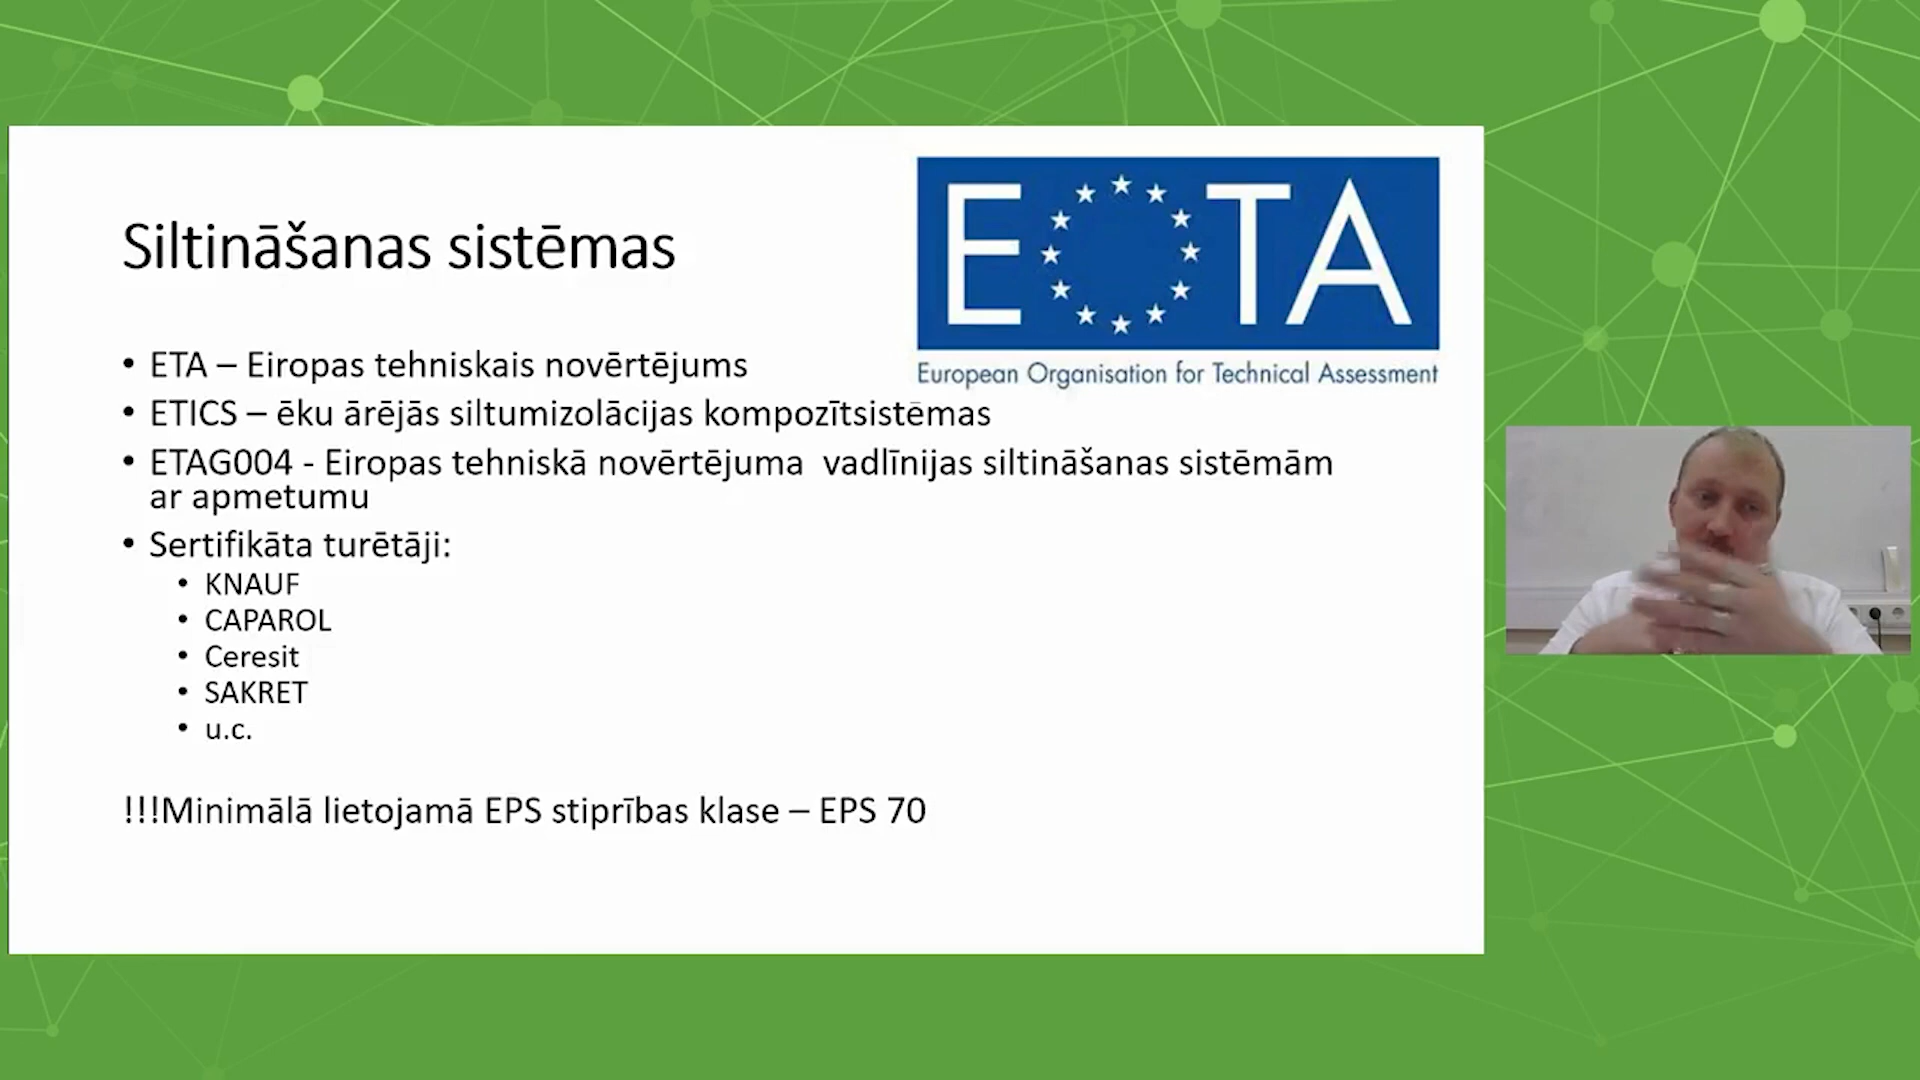 EOTA
European Organisation for Technical Assessment
Siltināšanas sistēmas
• ETA – Eiropas tehniskais novērtējums
• ETICS – ēku ārējās siltumizolācijas kompozītsistēmas
• ETAG004 - Eiropas tehniskā novērtējuma  vadlīnijas siltināšanas sistēmām
ar apmetumu
• Sertifikāta turētāji:
• KNAUF
• CAPAROL
• Ceresit
• SAKRET
• u.c.
!!!Minimālā lietojamā EPS stiprības klase – EPS 70